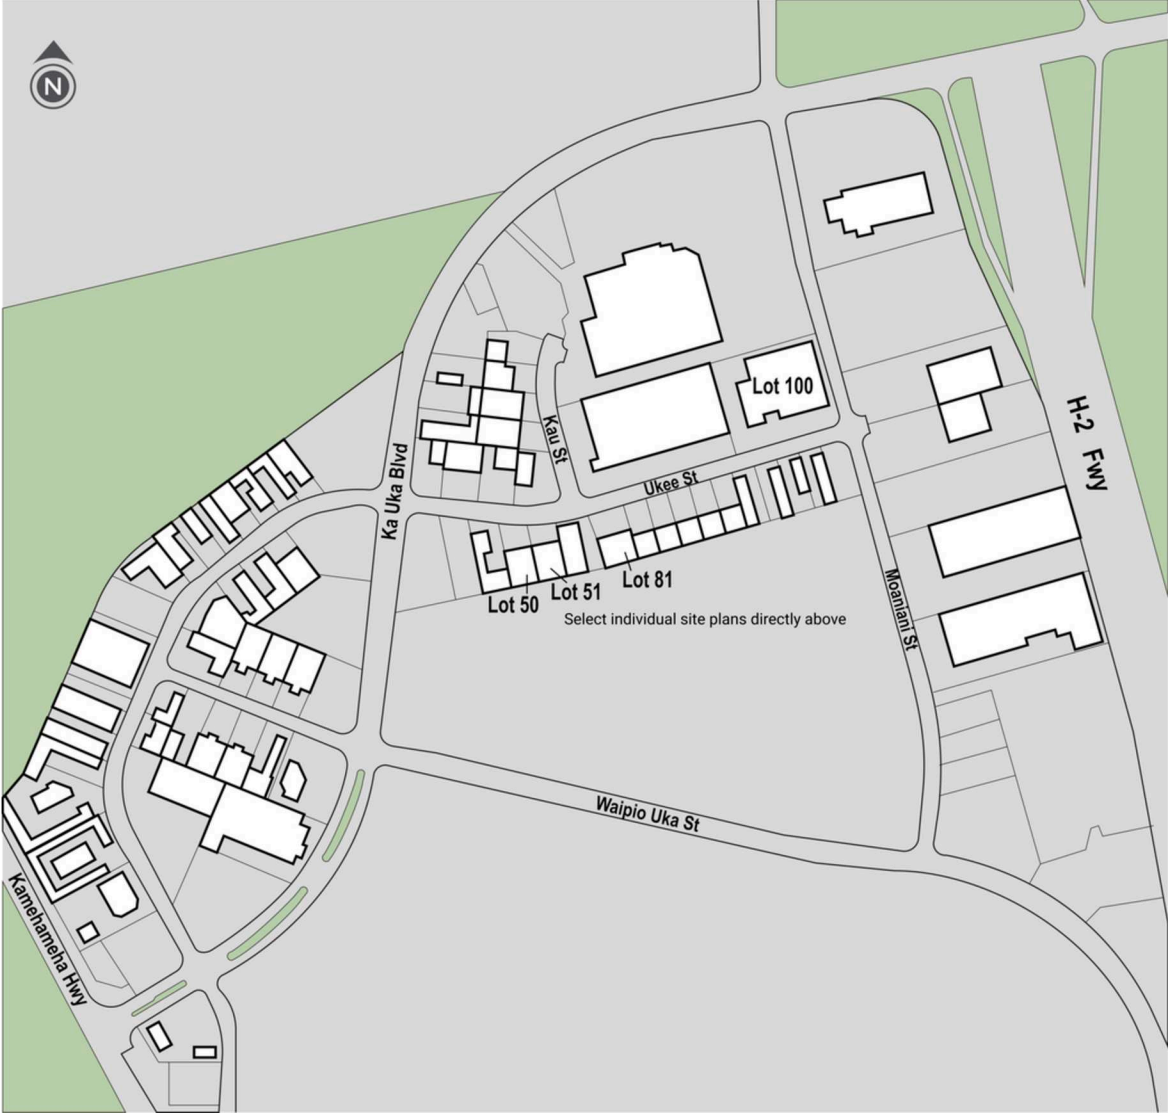 N
Lot 100
H-2 Fwy
Kau St
Ka Uka Blvd
Ukee St
Lot 81
Lot 51
Lot 50
Select individual site plans directly above
Moaniani St
Waipio Uka St
Kamehameha Hwy